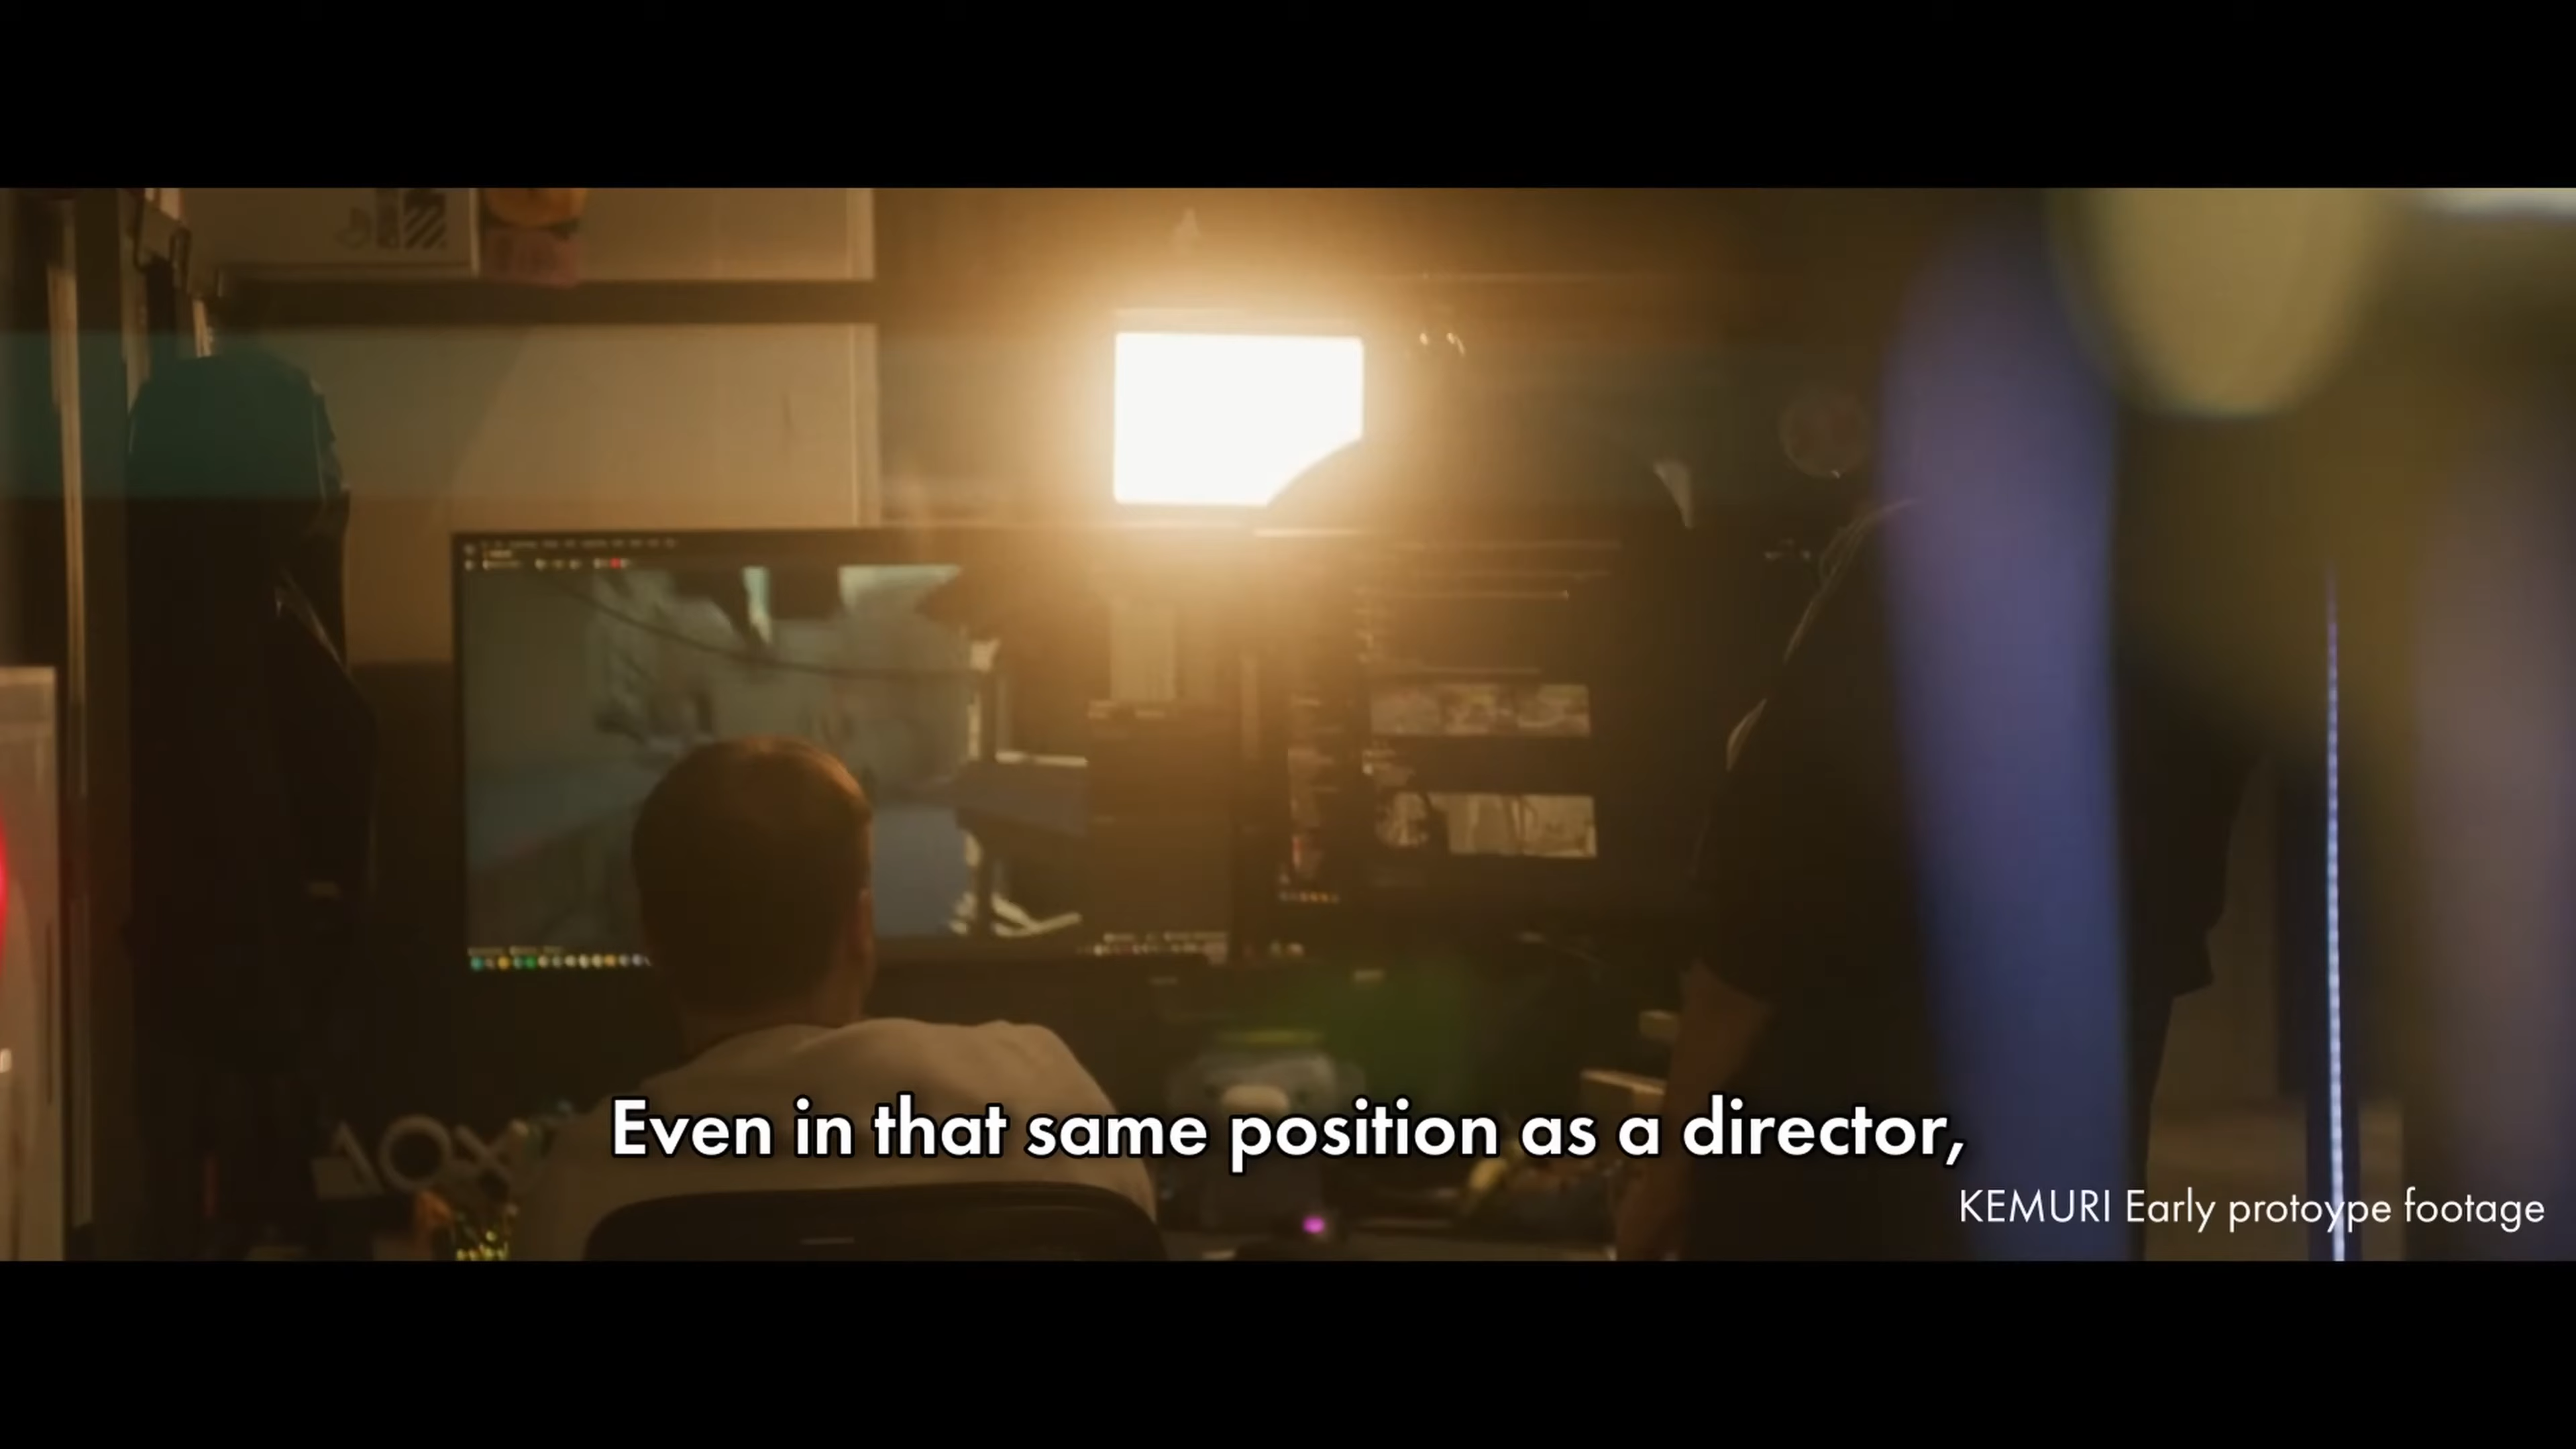 Even in that same position as a director,
KEMURI Early protoype footage